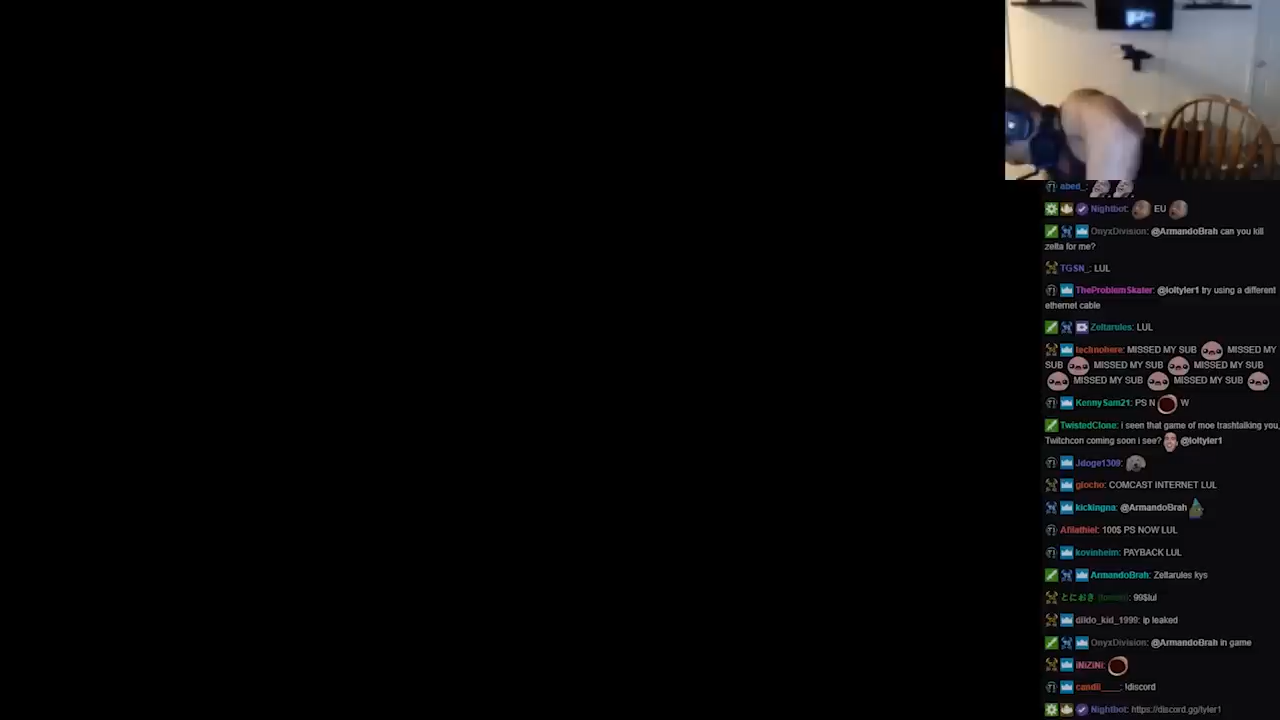 abed_:
Nightbot: EU
OnyxDivision: @ArmandoBrah can you kill
zelta for me?
TGSN_: LUL
TheProblemSkater: @loltyler1 try using a different
ethernet cable
Zeltarules: LUL
Ischnohere: MISSED MY SUB MISSED MY
SUB MISSED MY SUB MISSED MY SUB
MISSED MY SUB MISSED MY SUB
KennySam21: PS N W
TwistedClone: i seen that game of moe trashtalking you,
Twitchcon coming soon i see? @loltyler1
Jdoge1309:
glocho: COMCAST INTERNET LUL
kickingna: @ArmandoBrah
Afilathiel: 100$ PS NOW LUL
kovinheim: PAYBACK LUL
ArmandoBrah: Zeltarules kys
とにおき : 99$lul
dildo_kid_1999: ip leaked
OnyxDivision: @ArmandoBrah in game
INIZINI:
candii____: !discord
Nightbot: https://discord.gg/tyler1